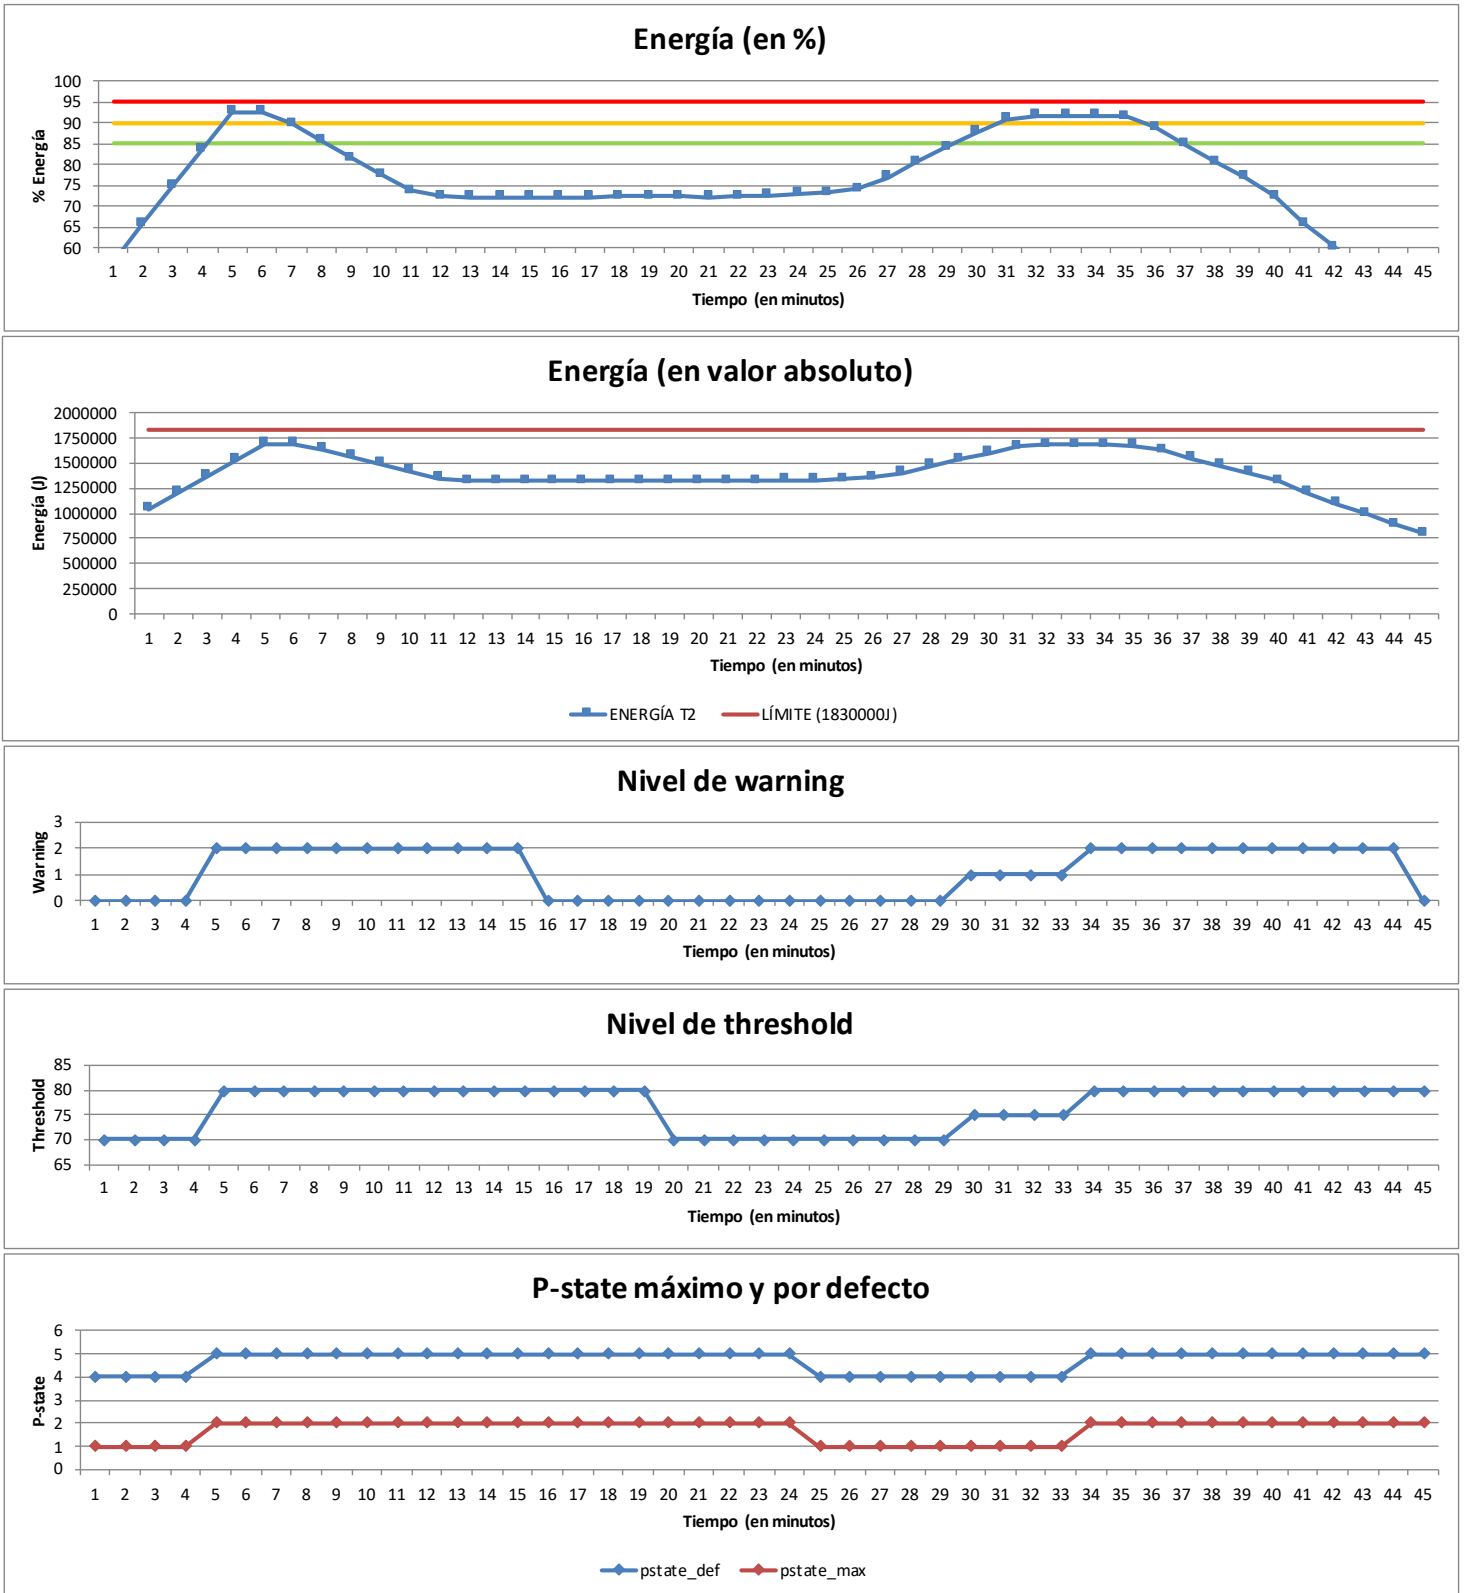 Energía (en %)
% Energía
100
95
90
85
80
75
70
65
60
1 2 3 4 5 6 7 8 9 10 11 12 13 14 15 16 17 18 19 20 21 22 23 24 25 26 27 28 29 30 31 32 33 34 35 36 37 38 39 40 41 42 43 44 45
Tiempo (en minutos)
Energía (en valor absoluto)
Energía (J)
2000000
1750000
1500000
1250000
1000000
750000
500000
250000
0
1 2 3 4 5 6 7 8 9 10 11 12 13 14 15 16 17 18 19 20 21 22 23 24 25 26 27 28 29 30 31 32 33 34 35 36 37 38 39 40 41 42 43 44 45
Tiempo (en minutos)
ENERGÍA T2 LÍMITE (1830000J)
Nivel de warning
Warning
3
2
1
0
1 2 3 4 5 6 7 8 9 10 11 12 13 14 15 16 17 18 19 20 21 22 23 24 25 26 27 28 29 30 31 32 33 34 35 36 37 38 39 40 41 42 43 44 45
Tiempo (en minutos)
Nivel de threshold
Threshold
85
80
75
70
65
1 2 3 4 5 6 7 8 9 10 11 12 13 14 15 16 17 18 19 20 21 22 23 24 25 26 27 28 29 30 31 32 33 34 35 36 37 38 39 40 41 42 43 44 45
Tiempo (en minutos)
P-state máximo y por defecto
P-state
6
5
4
3
2
1
0
1 2 3 4 5 6 7 8 9 10 11 12 13 14 15 16 17 18 19 20 21 22 23 24 25 26 27 28 29 30 31 32 33 34 35 36 37 38 39 40 41 42 43 44 45
Tiempo (en minutos)
pstate_def pstate_max